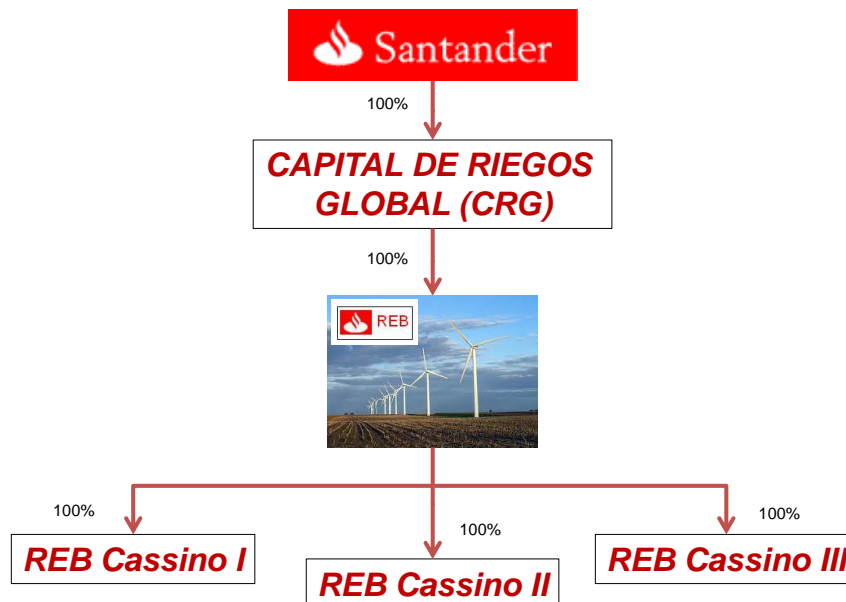 Santander
100%
CAPITAL DE RIEGOS
GLOBAL (CRG)
100%
REB
100%
100%
100%
REB Cassino I
REB Cassino II
REB Cassino III